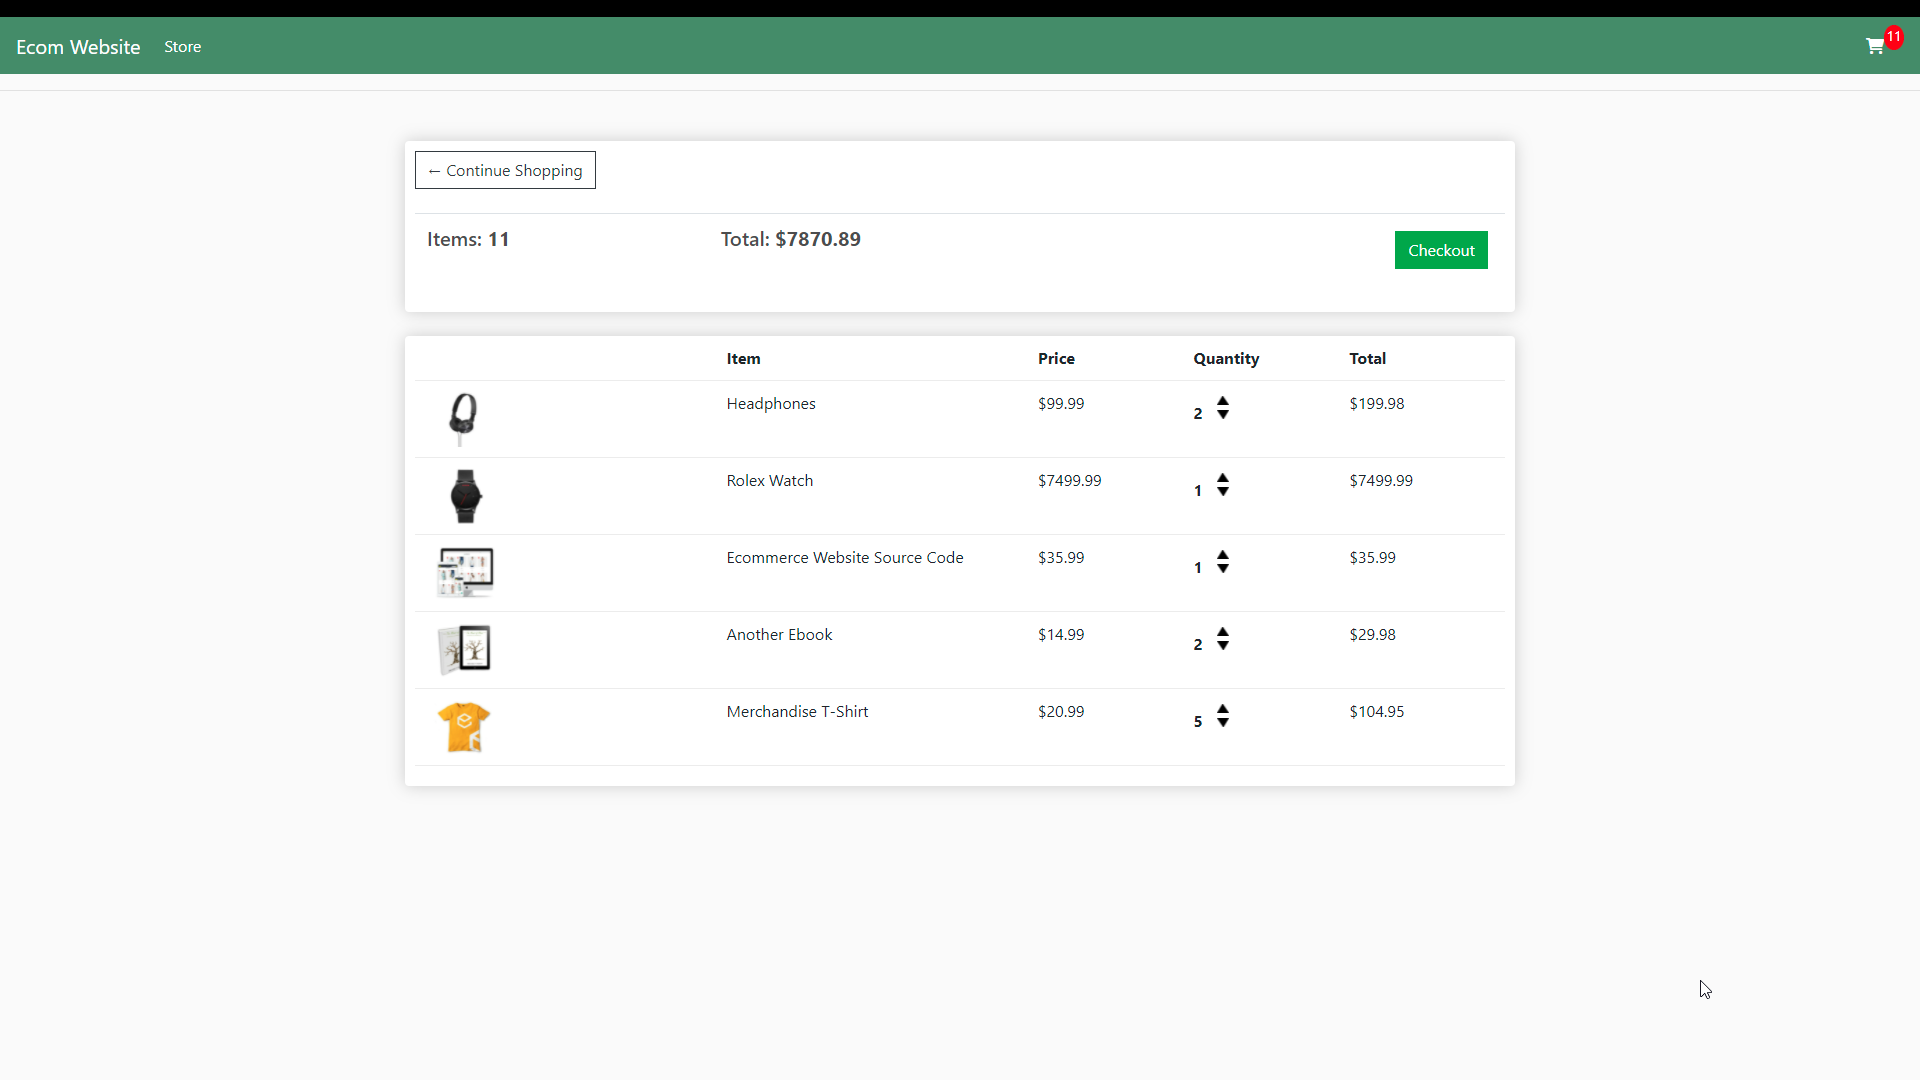 Ecom Website Store 11
← Continue Shopping
Items: 11 Total: $7870.89 Checkout
Item Price Quantity Total
Headphones $99.99 2 $199.98
Rolex Watch $7499.99 1 $7499.99
Ecommerce Website Source Code $35.99 1 $35.99
Another Ebook $14.99 2 $29.98
Merchandise T-Shirt $20.99 5 $104.95